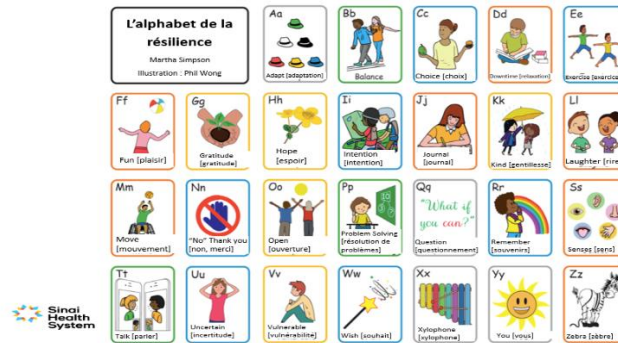 L'alphabet de la
résilience
Martha Simpson
Illustration : Phil Wong
Aa
Adapt [adaptation]
Bb
Balance
Cc
Choice [choix]
Dd
Downtime [relaxation]
Ee
Exercise [exercice
Ff
Fun [plaisir]
Gg
Gratitude
[gratitude]
Hh
Hope
[espoir]
Ii
Intention
[intention]
Jj
Journal
[journal]
Kk
Kind [gentillesse]
Ll
Laughter [rire
Mm
Move
[mouvement]
Nn
"No" Thank you
[non, merci]
Oo
Open
[ouverture]
Pp
Problem Solving
[résolution de
problèmes]
Qq
"What if
you can?"
Question
[questionnement]
Rr
Remember
[souvenirs]
Ss
Senses [sens]
Tt
Talk [parler]
Uu
Uncertain
[incertitude]
Vv
Vulnerable
[vulnérabilité]
Ww
Wish [souhait]
Xx
Xylophone
[xylophone]
Yy
You [vous]
Zz
Zebra [zèbre]
Sinai
Health
System